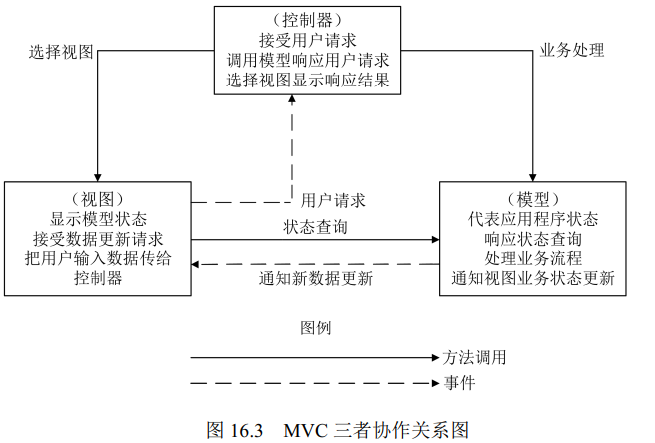 （控制器）
接受用户请求
调用模型响应用户请求
选择视图显示响应结果
选择视图
业务处理
（视图）
显示模型状态
接受数据更新请求
把用户输入数据传给
控制器
用户请求
状态查询
通知新数据更新
（模型）
代表应用程序状态
响应状态查询
处理业务流程
通知视图业务状态更新
图例
方法调用
事件
图 16.3 MVC 三者协作关系图